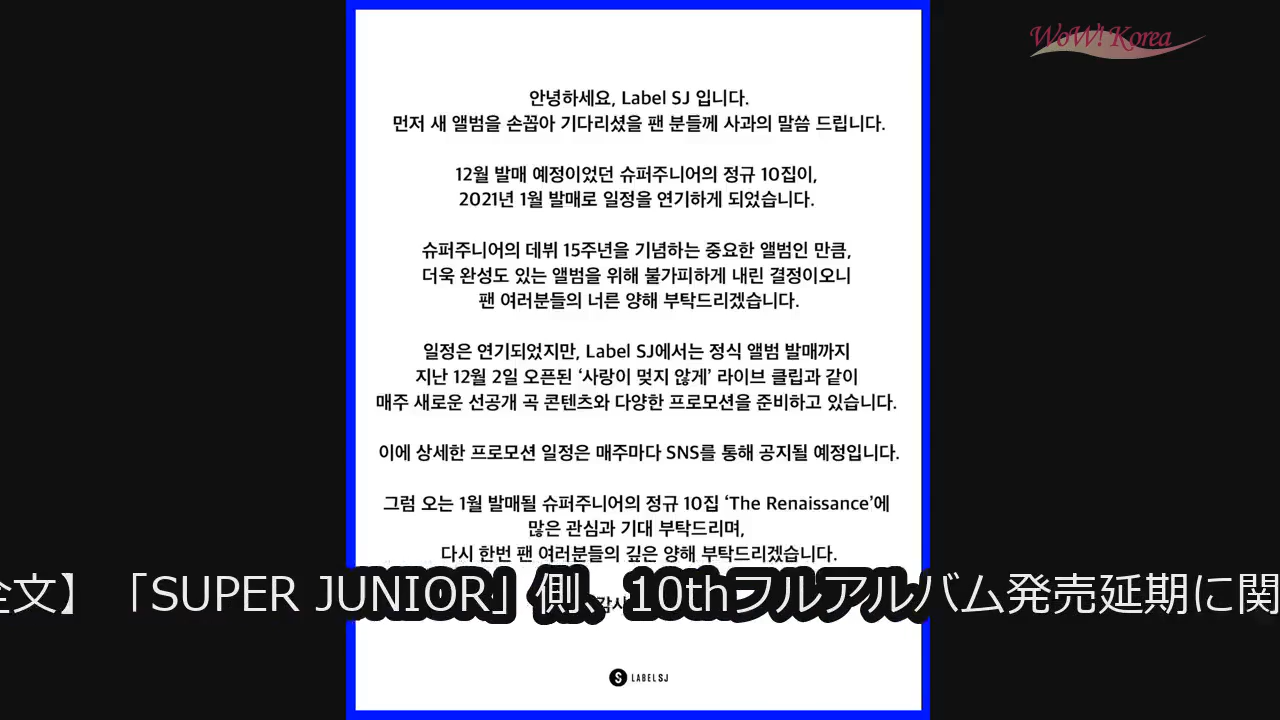 WoW! Korea
안녕하세요, Label SJ 입니다.
먼저 새 앨범을 손꼽아 기다리셨을 팬 분들께 사과의 말씀 드립니다.
12월 발매 예정이었던 슈퍼주니어의 정규 10집이,
2021년 1월 발매로 일정을 연기하게 되었습니다.
슈퍼주니어의 데뷔 15주년을 기념하는 중요한 앨범인 만큼,
더욱 완성도 있는 앨범을 위해 불가피하게 내린 결정이오니
팬 여러분들의 너른 양해 부탁드리겠습니다.
일정은 연기되었지만, Label SJ에서는 정식 앨범 발매까지
지난 12월 2일 오픈된 ‘사랑이 멎지 않게’ 라이브 클립과 같이
매주 새로운 선공개 곡 콘텐츠와 다양한 프로모션을 준비하고 있습니다.
이에 상세한 프로모션 일정은 매주마다 SNS를 통해 공지될 예정입니다.
그럼 오는 1월 발매될 슈퍼주니어의 정규 10집 ‘The Renaissance’에
많은 관심과 기대 부탁드리며,
다시 한번 팬 여러분들의 깊은 양해 부탁드리겠습니다.
全文】「SUPER JUNIOR」側、10thフルアルバム発売延期に関
S LABEL SJ